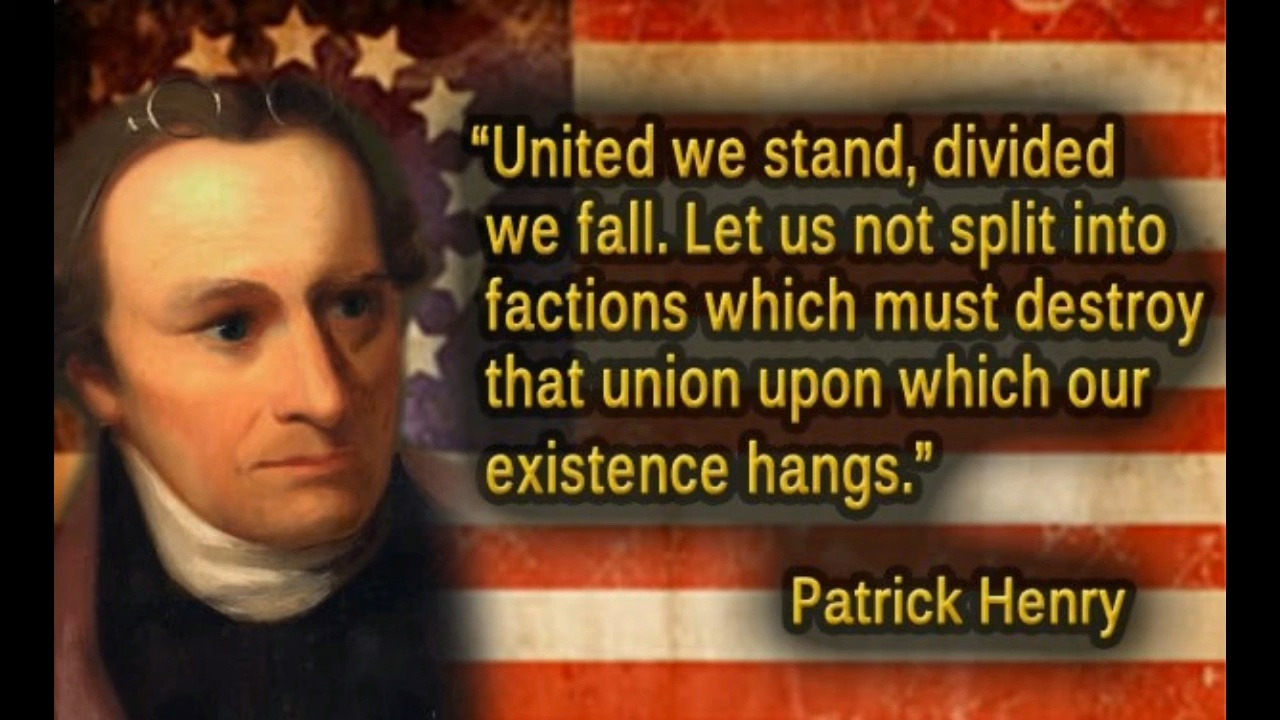 “United we stand, divided
we fall. Let us not split into
factions which must destroy
that union upon which our
existence hangs.”
Patrick Henry